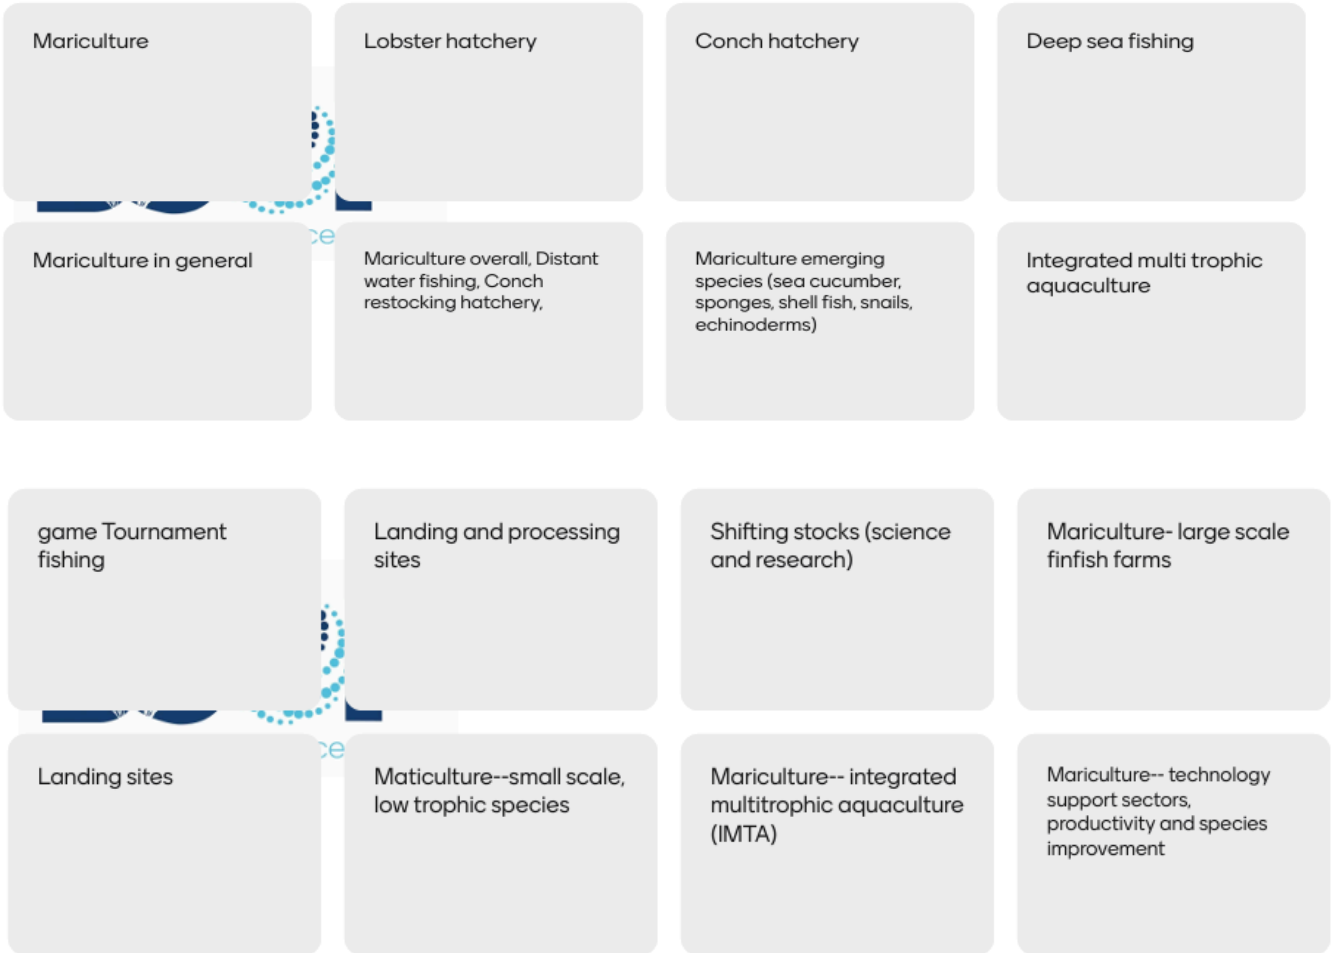 Mariculture
Lobster hatchery
Conch hatchery
Deep sea fishing
Mariculture in general
Mariculture overall, Distant
water fishing, Conch
restocking hatchery,
Mariculture emerging
species (sea cucumber,
sponges, shell fish, snails,
echinoderms)
Integrated multi trophic
aquaculture
game Tournament
fishing
Landing and processing
sites
Shifting stocks (science
and research)
Mariculture- large scale
finfish farms
Landing sites
Maticulture--small scale,
low trophic species
Mariculture-- integrated
multitrophic aquaculture
(IMTA)
Mariculture-- technology
support sectors,
productivity and species
improvement